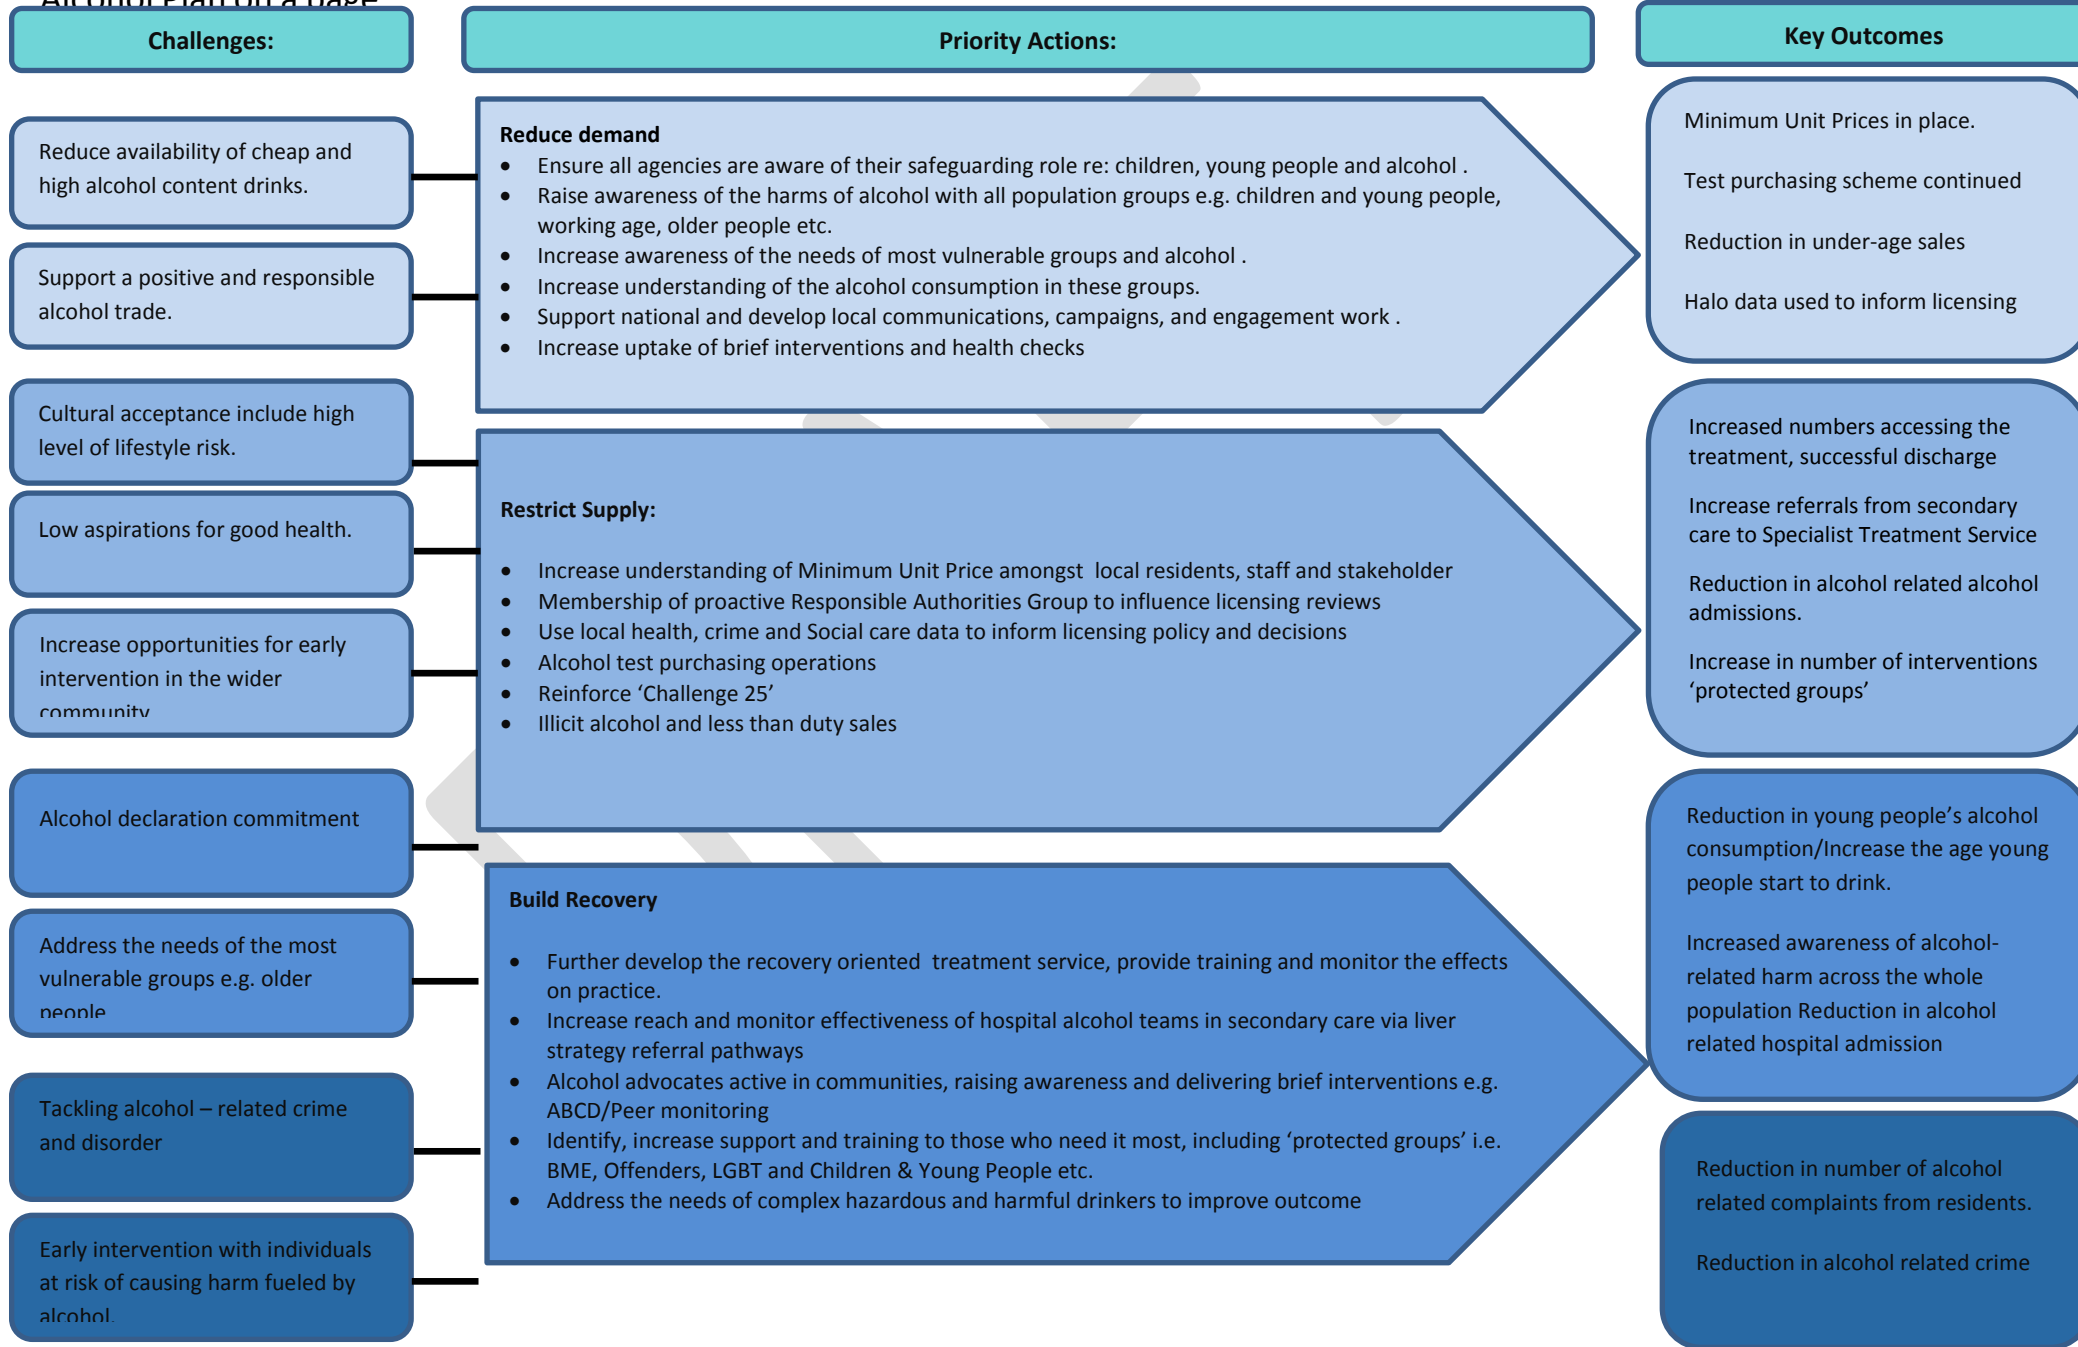 Alcohol Plan on a page
Challenges:
Priority Actions:
Key Outcomes
Reduce availability of cheap and
high alcohol content drinks.
Support a positive and responsible
alcohol trade.
Cultural acceptance include high
level of lifestyle risk.
Low aspirations for good health.
Increase opportunities for early
intervention in the wider
community
Alcohol declaration commitment
Address the needs of the most
vulnerable groups e.g. older
people
Tackling alcohol – related crime
and disorder
Early intervention with individuals
at risk of causing harm fueled by
alcohol.
Reduce demand
• Ensure all agencies are aware of their safeguarding role re: children, young people and alcohol .
• Raise awareness of the harms of alcohol with all population groups e.g. children and young people,
working age, older people etc.
• Increase awareness of the needs of most vulnerable groups and alcohol .
• Increase understanding of the alcohol consumption in these groups.
• Support national and develop local communications, campaigns, and engagement work .
• Increase uptake of brief interventions and health checks
Restrict Supply:
• Increase understanding of Minimum Unit Price amongst  local residents, staff and stakeholder
• Membership of proactive Responsible Authorities Group to influence licensing reviews
• Use local health, crime and Social care data to inform licensing policy and decisions
• Alcohol test purchasing operations
• Reinforce ‘Challenge 25’
• Illicit alcohol and less than duty sales
Build Recovery
• Further develop the recovery oriented  treatment service, provide training and monitor the effects
on practice.
• Increase reach and monitor effectiveness of hospital alcohol teams in secondary care via liver
strategy referral pathways
• Alcohol advocates active in communities, raising awareness and delivering brief interventions e.g.
ABCD/Peer monitoring
• Identify, increase support and training to those who need it most, including ‘protected groups’ i.e.
BME, Offenders, LGBT and Children & Young People etc.
• Address the needs of complex hazardous and harmful drinkers to improve outcome
Minimum Unit Prices in place.
Test purchasing scheme continued
Reduction in under-age sales
Halo data used to inform licensing
Increased numbers accessing the
treatment, successful discharge
Increase referrals from secondary
care to Specialist Treatment Service
Reduction in alcohol related alcohol
admissions.
Increase in number of interventions
‘protected groups’
Reduction in young people’s alcohol
consumption/Increase the age young
people start to drink.
Increased awareness of alcohol-
related harm across the whole
population Reduction in alcohol
related hospital admission
Reduction in number of alcohol
related complaints from residents.
Reduction in alcohol related crime